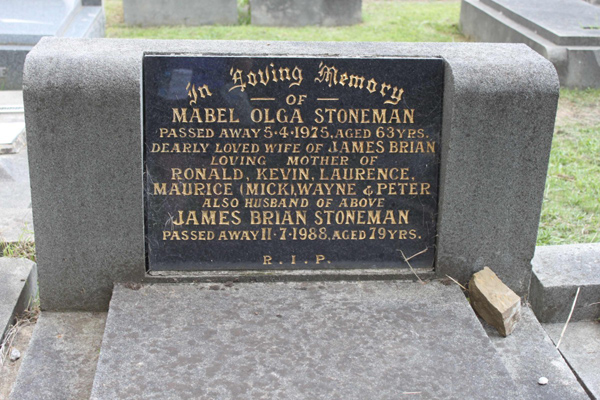 In Loving Memory
OF
MABEL OLGA STONEMAN
PASSED AWAY 5·4·1975, AGED 63 YRS.
DEARLY LOVED WIFE OF JAMES BRIAN
LOVING MOTHER OF
RONALD, KEVIN, LAURENCE,
MAURICE (MICK), WAYNE & PETER
ALSO HUSBAND OF ABOVE
JAMES BRIAN STONEMAN
PASSED AWAY 11·7·1988, AGED 79 YRS.
R.I.P.